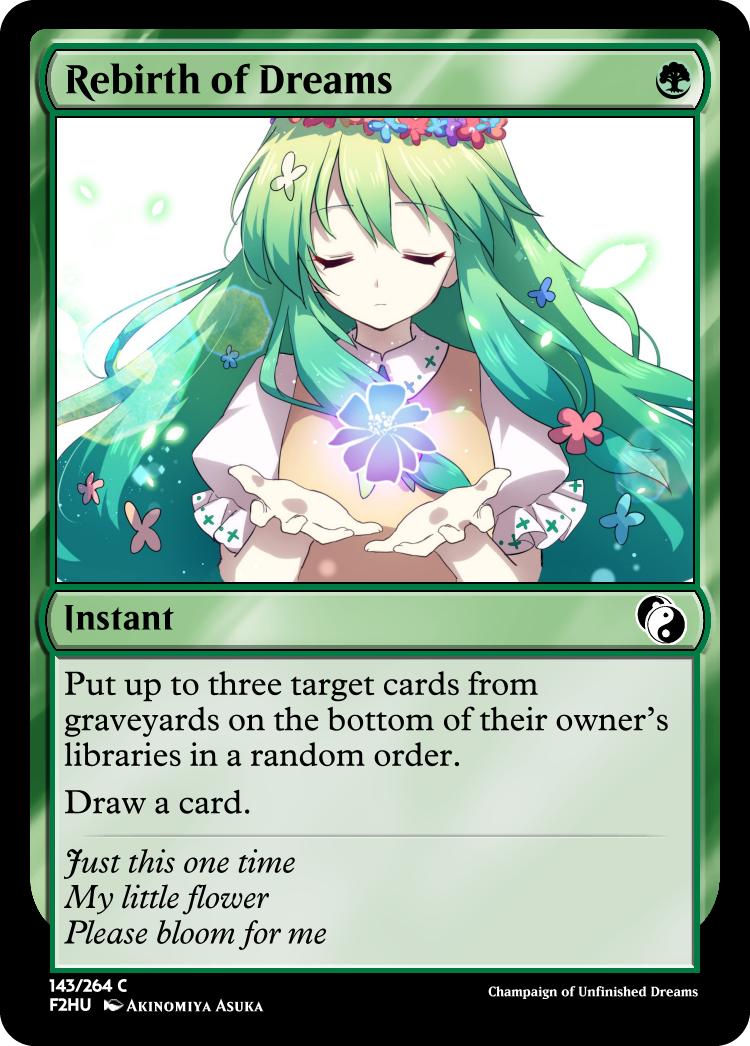 Rebirth of Dreams
Instant
Put up to three target cards from
graveyards on the bottom of their owner’s
libraries in a random order.
Draw a card.
Just this one time
My little flower
Please bloom for me
143/264 C
F2HU Akinomiya Asuka
Champaign of Unfinished Dreams